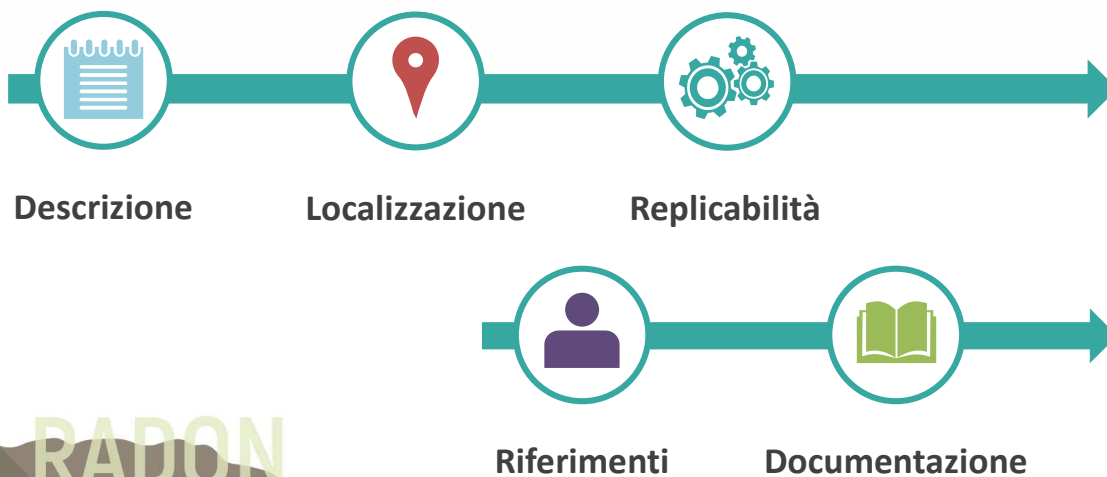 Descrizione
Localizzazione
Replicabilità
Riferimenti
Documentazione
RADON